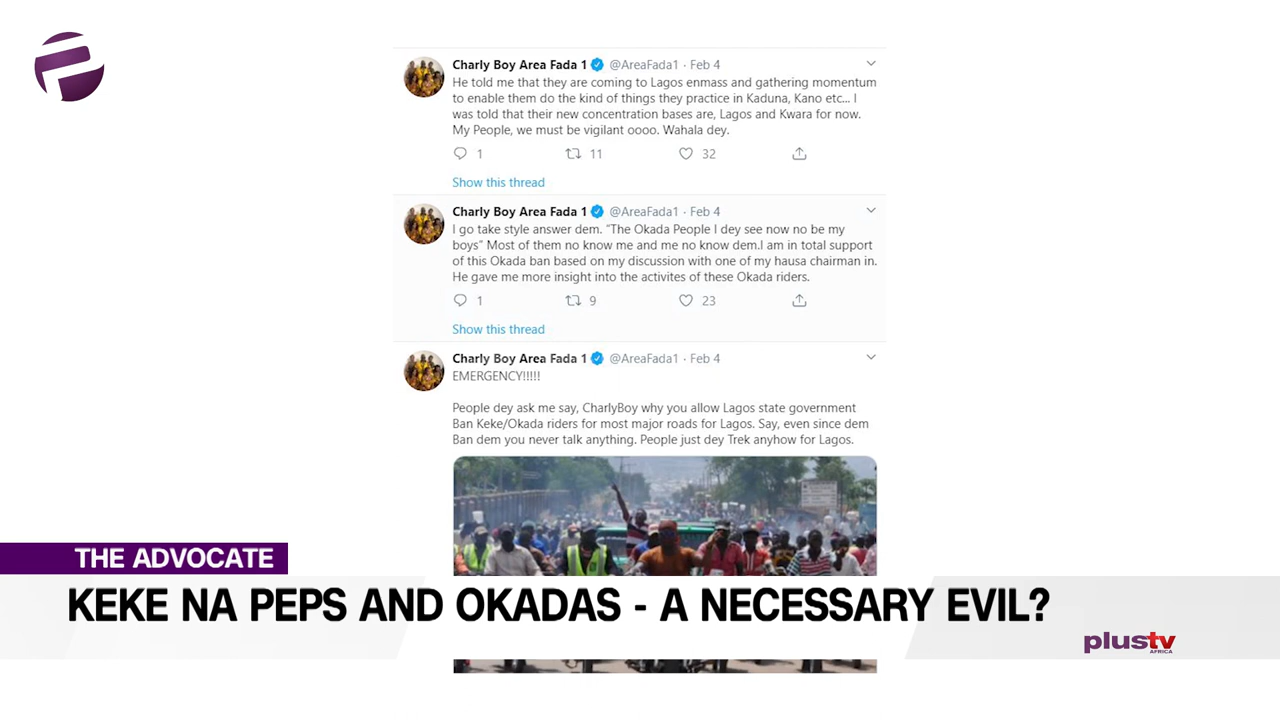 Charly Boy Area Fada 1 @AreaFada1 · Feb 4
He told me that they are coming to Lagos enmass and gathering momentum
to enable them do the kind of things they practice in Kaduna, Kano etc... I
was told that their new concentration bases are, Lagos and Kwara for now.
My People, we must be vigilant oooo. Wahala dey.
1 11 32
Show this thread
Charly Boy Area Fada 1 @AreaFada1 · Feb 4
I go take style answer dem. "The Okada People I dey see now no be my
boys" Most of them no know me and me no know dem.I am in total support
of this Okada ban based on my discussion with one of my hausa chairman in.
He gave me more insight into the activites of these Okada riders.
1 9 23
Show this thread
Charly Boy Area Fada 1 @AreaFada1 · Feb 4
EMERGENCY!!!!!
People dey ask me say, CharlyBoy why you allow Lagos state government
Ban Keke/Okada riders for most major roads for Lagos. Say, even since dem
Ban dem you never talk anything. People just dey Trek anyhow for Lagos.
THE ADVOCATE
KEKE NA PEPS AND OKADAS - A NECESSARY EVIL?
plustv
AFRICA